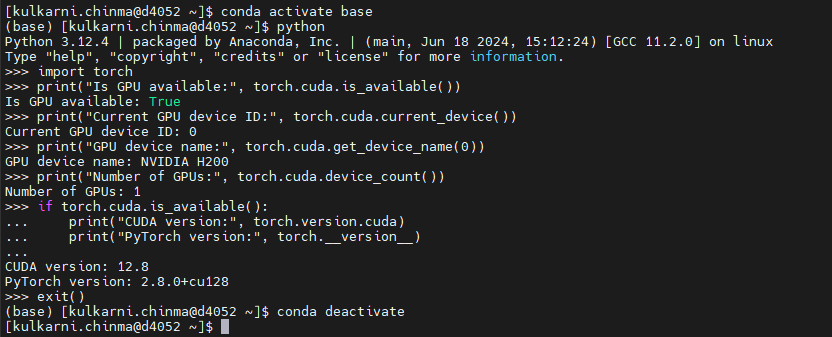 [kulkarni.chinma@d4052 ~]$ conda activate base
(base) [kulkarni.chinma@d4052 ~]$ python
Python 3.12.4 | packaged by Anaconda, Inc. | (main, Jun 18 2024, 15:12:24) [GCC 11.2.0] on linux
Type "help", "copyright", "credits" or "license" for more information.
>>> import torch
>>> print("Is GPU available:", torch.cuda.is_available())
Is GPU available: True
>>> print("Current GPU device ID:", torch.cuda.current_device())
Current GPU device ID: 0
>>> print("GPU device name:", torch.cuda.get_device_name(0))
GPU device name: NVIDIA H200
>>> print("Number of GPUs:", torch.cuda.device_count())
Number of GPUs: 1
>>> if torch.cuda.is_available():
...     print("CUDA version:", torch.version.cuda)
...     print("PyTorch version:", torch.__version__)
...
CUDA version: 12.8
PyTorch version: 2.8.0+cu128
>>> exit()
(base) [kulkarni.chinma@d4052 ~]$ conda deactivate
[kulkarni.chinma@d4052 ~]$